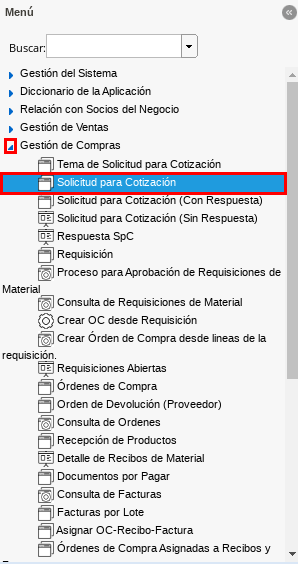 Menú
Buscar:
Gestión del Sistema
Diccionario de la Aplicación
Relación con Socios del Negocio
Gestión de Ventas
Gestión de Compras
Tema de Solicitud para Cotización
Solicitud para Cotización
Solicitud para Cotización (Con Respuesta)
Solicitud para Cotización (Sin Respuesta)
Respuesta SpC
Requisición
Proceso para Aprobación de Requisiciones de
Material
Consulta de Requisiciones de Material
Crear OC desde Requisición
Crear Órden de Compra desde lineas de la
requisición.
Requisiciones Abiertas
Órdenes de Compra
Orden de Devolución (Proveedor)
Consulta de Ordenes
Recepción de Productos
Detalle de Recibos de Material
Documentos por Pagar
Consulta de Facturas
Facturas por Lote
Asignar OC-Recibo-Factura
Órdenes de Compra Asignadas a Recibos y